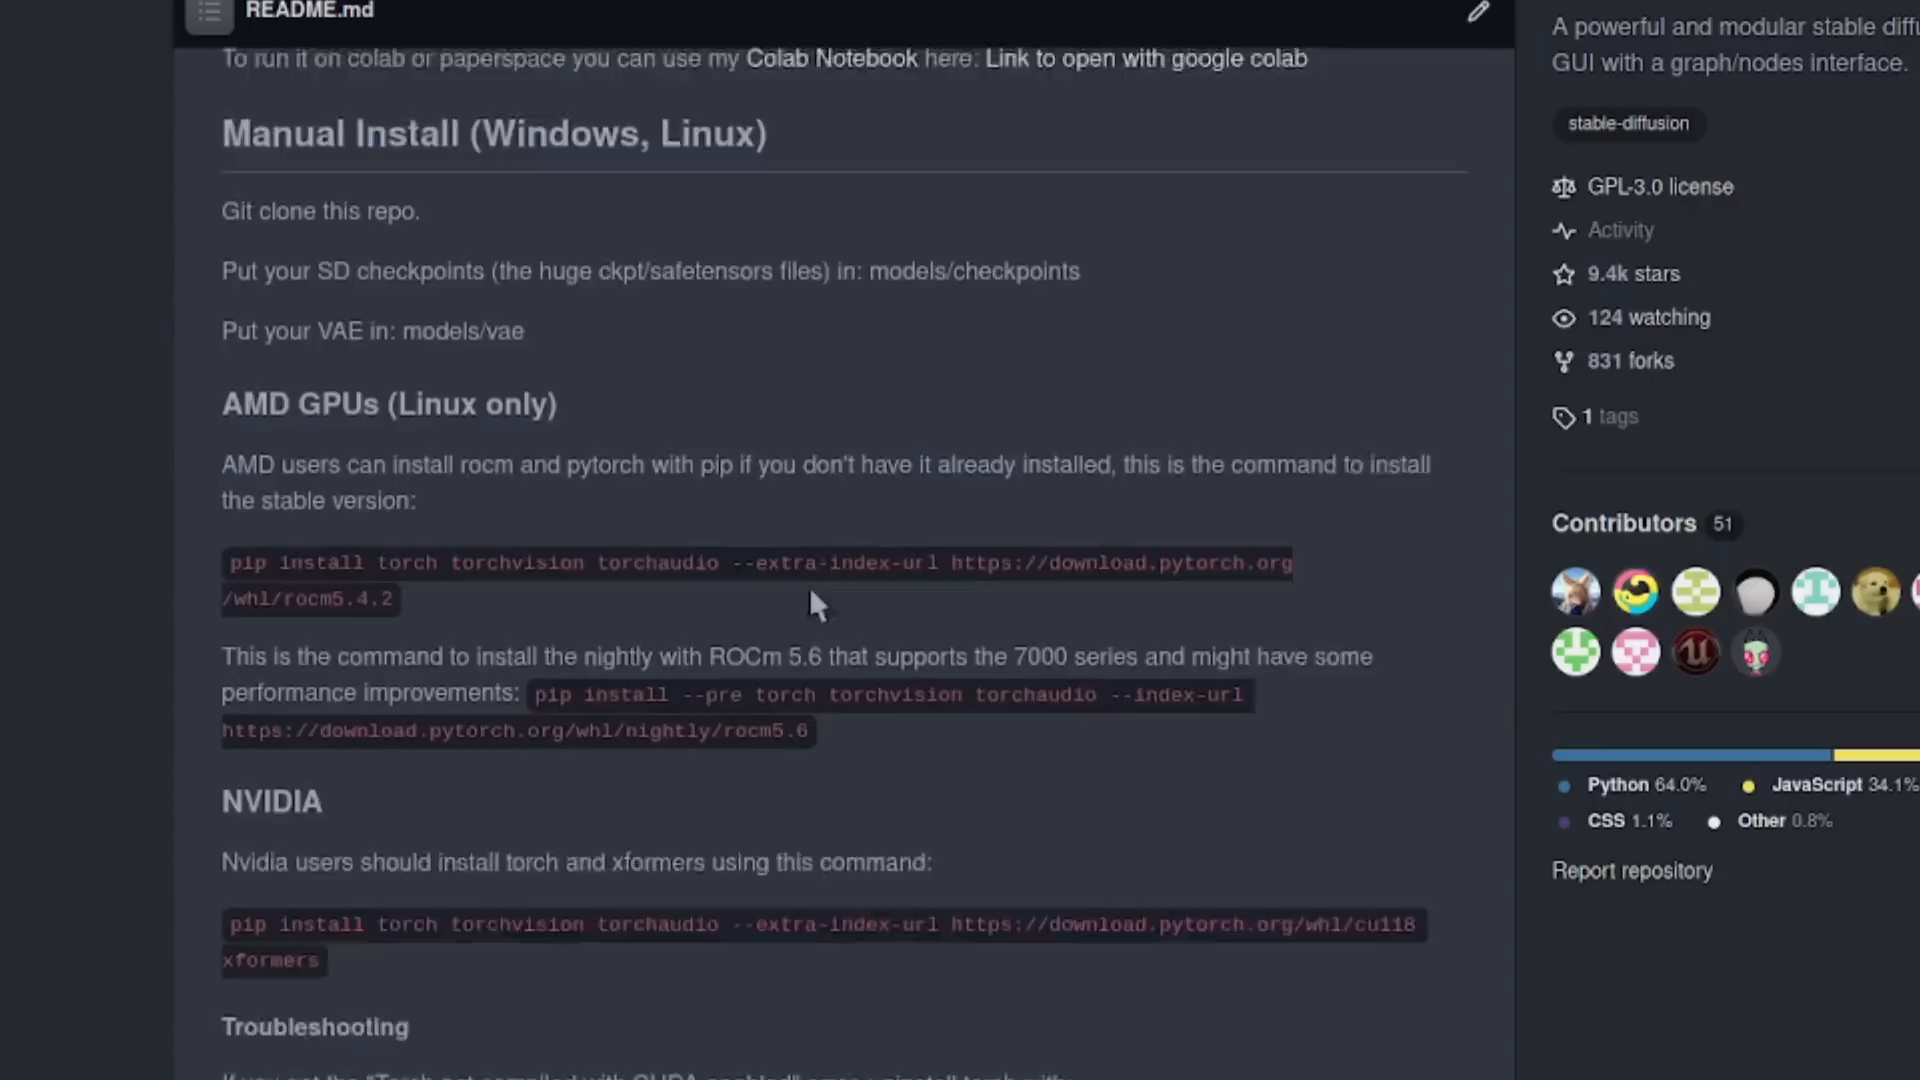 README.md
To run it on colab or paperspace you can use my Colab Notebook here: Link to open with google colab
Manual Install (Windows, Linux)
Git clone this repo.
Put your SD checkpoints (the huge ckpt/safetensors files) in: models/checkpoints
Put your VAE in: models/vae
AMD GPUs (Linux only)
AMD users can install rocm and pytorch with pip if you don't have it already installed, this is the command to install
the stable version:
pip install torch torchvision torchaudio --extra-index-url https://download.pytorch.org
/whl/rocm5.4.2
This is the command to install the nightly with ROCm 5.6 that supports the 7000 series and might have some
performance improvements: pip install --pre torch torchvision torchaudio --index-url
https://download.pytorch.org/whl/nightly/rocm5.6
NVIDIA
Nvidia users should install torch and xformers using this command:
pip install torch torchvision torchaudio --extra-index-url https://download.pytorch.org/whl/cu118
xformers
Troubleshooting
A powerful and modular stable
GUI with a graph/nodes interface.
stable-diffusion
GPL-3.0 license
Activity
9.4k stars
124 watching
831 forks
1 tags
Contributors 51
Python 64.0% JavaScript 34.1%
CSS 1.1% Other 0.8%
Report repository